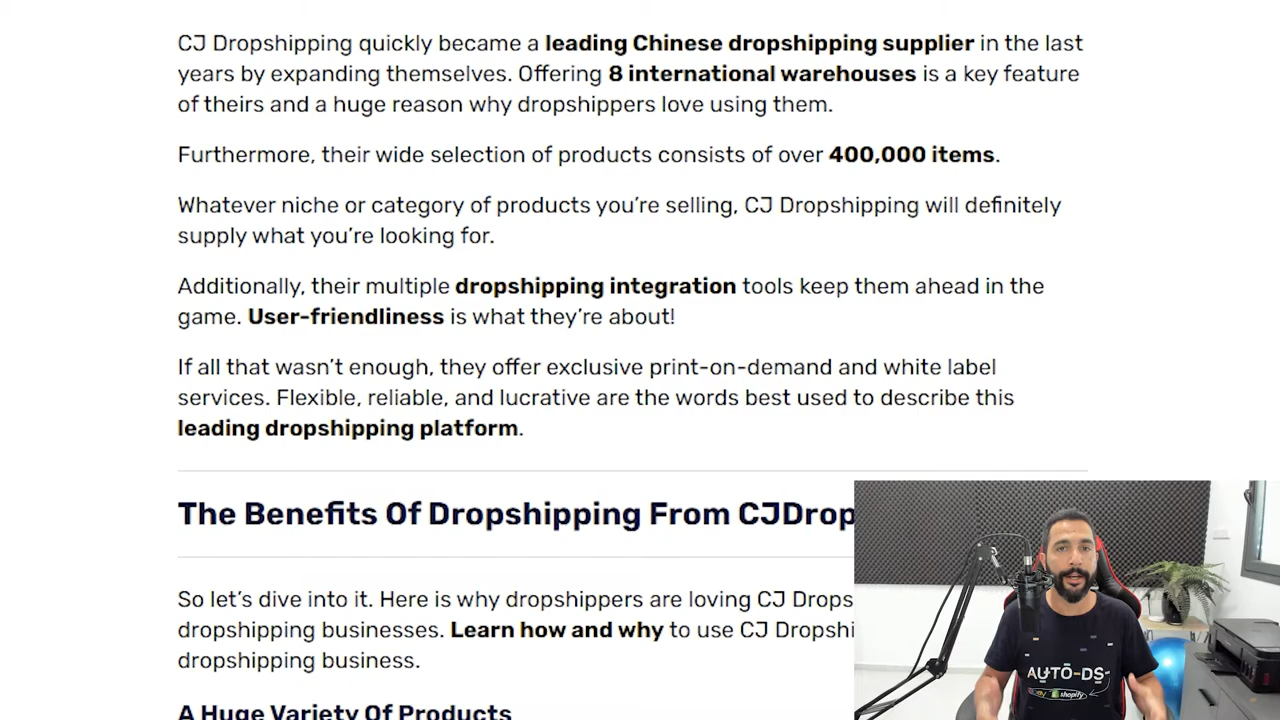 CJ Dropshipping quickly became a leading Chinese dropshipping supplier in the last
years by expanding themselves. Offering 8 international warehouses is a key feature
of theirs and a huge reason why dropshippers love using them.
Furthermore, their wide selection of products consists of over 400,000 items.
Whatever niche or category of products you’re selling, CJ Dropshipping will definitely
supply what you’re looking for.
Additionally, their multiple dropshipping integration tools keep them ahead in the
game. User-friendliness is what they’re about!
If all that wasn’t enough, they offer exclusive print-on-demand and white label
services. Flexible, reliable, and lucrative are the words best used to describe this
leading dropshipping platform.
The Benefits Of Dropshipping From CJDrop
So let’s dive into it. Here is why dropshippers are loving CJ Drops
dropshipping businesses. Learn how and why to use CJ Dropshi
dropshipping business.
A Huge Variety Of Products
AUTO-DS
ebay shopify